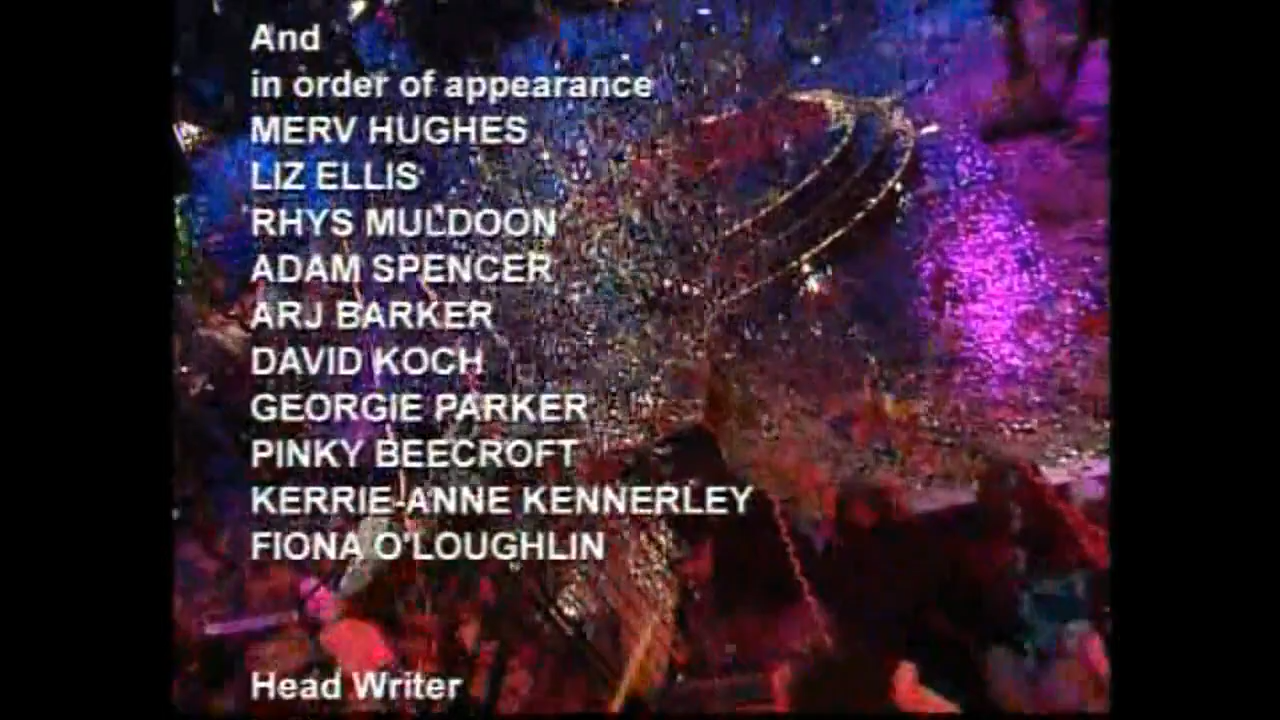 And
in order of appearance
MERV HUGHES
LIZ ELLIS
RHYS MULDOON
ADAM SPENCER
ARJ BARKER
DAVID KOCH
GEORGIE PARKER
PINKY BEECROFT
KERRIE-ANNE KENNERLEY
FIONA O'LOUGHLIN
Head Writer